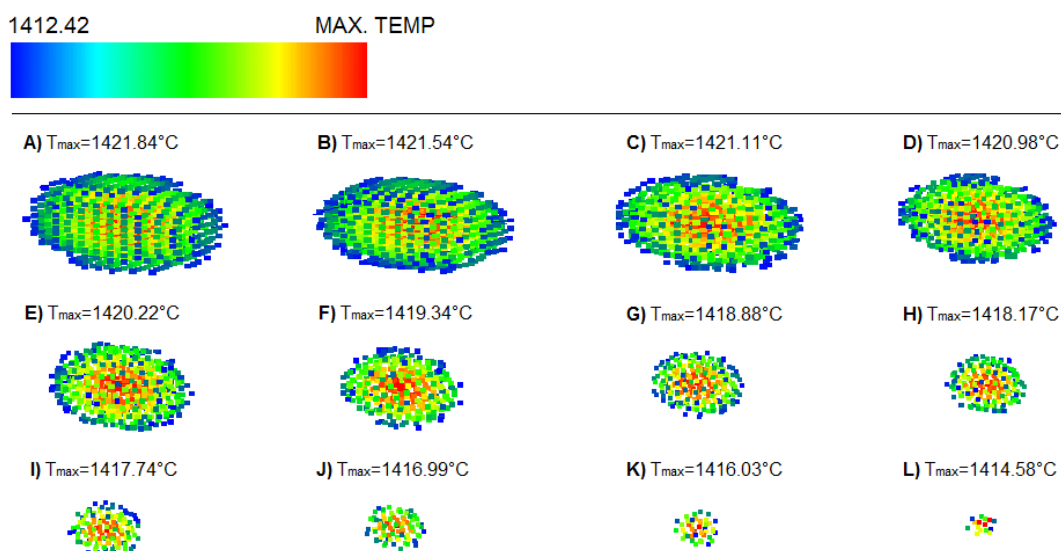 1412.42 MAX. TEMP
A) Tmax=1421.84°C B) Tmax=1421.54°C C) Tmax=1421.11°C D) Tmax=1420.98°C
E) Tmax=1420.22°C F) Tmax=1419.34°C G) Tmax=1418.88°C H) Tmax=1418.17°C
I) Tmax=1417.74°C J) Tmax=1416.99°C K) Tmax=1416.03°C L) Tmax=1414.58°C